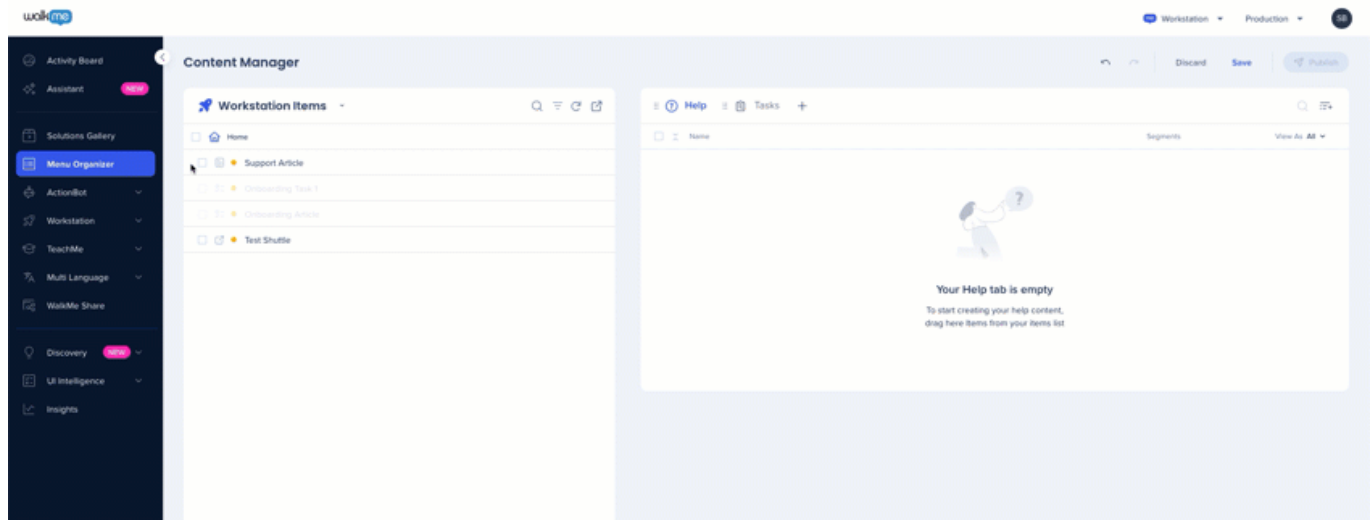 walkme
Workstation
Production
SB
Activity Board
Assistant NEW
Solutions Gallery
Menu Organizer
ActionBot
Workstation
TeachMe
Multi Language
WalkMe Share
Discovery NEW
UI Intelligence
Insights
Content Manager
Discard
Save
Publish
Workstation Items
Home
Support Article
Onboarding Task 1
Onboarding Article
Test Shuttle
Help
Tasks
Name
Segments
View As All
Your Help tab is empty
To start creating your help content,
drag here items from your items list